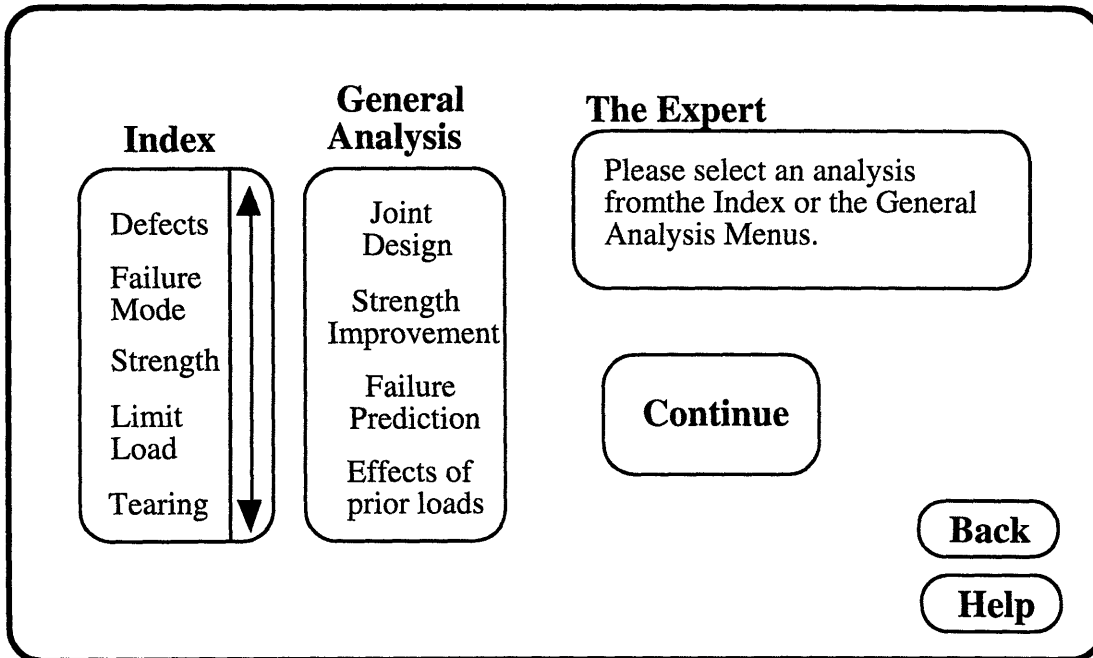 Index
Defects
Failure
Mode
Strength
Limit
Load
Tearing
General
Analysis
Joint
Design
Strength
Improvement
Failure
Prediction
Effects of
prior loads
The Expert
Please select an analysis
fromthe Index or the General
Analysis Menus.
Continue
Back
Help